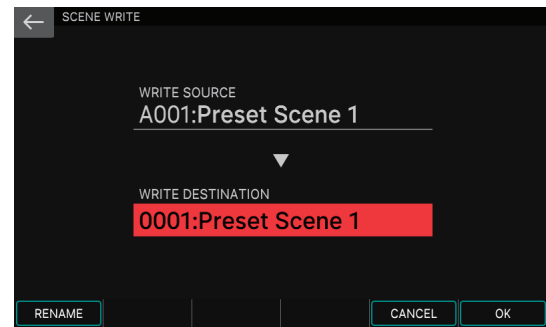 SCENE WRITE
WRITE SOURCE
A001:Preset Scene 1
WRITE DESTINATION
0001:Preset Scene 1
RENAME CANCEL OK